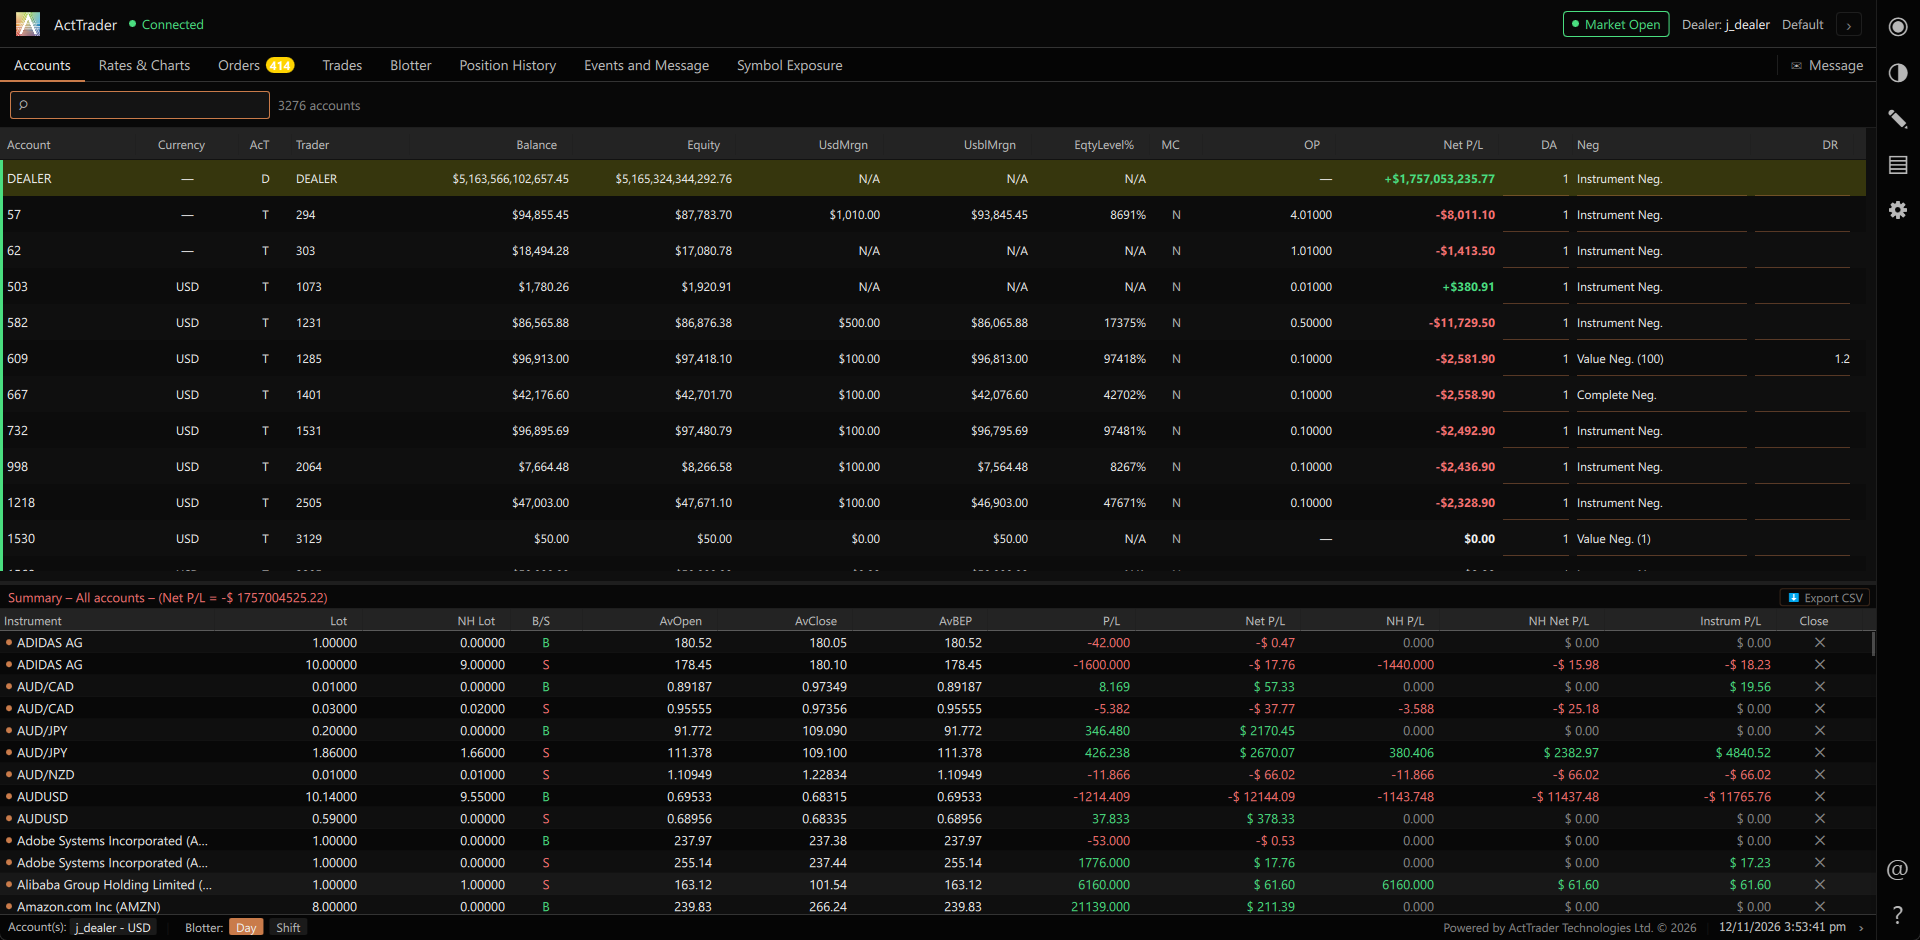 ActTrader Connected Market Open Dealer: j_dealer Default
Accounts Rates & Charts Orders 414 Trades Blotter Position History Events and Message Symbol Exposure Message
3276 accounts
Account Currency AcT Trader Balance Equity UsdMrgn UsblMrgn EqtyLevel% MC OP Net P/L DA Neg DR
DEALER — D DEALER $5,163,566,102,657.45 $5,165,324,344,292.76 N/A N/A N/A — +$1,757,053,235.77 1 Instrument Neg.
57 — T 294 $94,855.45 $87,783.70 $1,010.00 $93,845.45 8691% N 4.01000 -$8,011.10 1 Instrument Neg.
62 — T 303 $18,494.28 $17,080.78 N/A N/A N/A N 1.01000 -$1,413.50 1 Instrument Neg.
503 USD T 1073 $1,780.26 $1,920.91 N/A N/A N/A N 0.01000 +$380.91 1 Instrument Neg.
582 USD T 1231 $86,565.88 $86,876.38 $500.00 $86,065.88 17375% N 0.50000 -$11,729.50 1 Instrument Neg.
609 USD T 1285 $96,913.00 $97,418.10 $100.00 $96,813.00 97418% N 0.10000 -$2,581.90 1 Value Neg. (100) 1.2
667 USD T 1401 $42,176.60 $42,701.70 $100.00 $42,076.60 42702% N 0.10000 -$2,558.90 1 Complete Neg.
732 USD T 1531 $96,895.69 $97,480.79 $100.00 $96,795.69 97481% N 0.10000 -$2,492.90 1 Instrument Neg.
998 USD T 2064 $7,664.48 $8,266.58 $100.00 $7,564.48 8267% N 0.10000 -$2,436.90 1 Instrument Neg.
1218 USD T 2505 $47,003.00 $47,671.10 $100.00 $46,903.00 47671% N 0.10000 -$2,328.90 1 Instrument Neg.
1530 USD T 3129 $50.00 $50.00 $0.00 $50.00 N/A N — $0.00 1 Value Neg. (1)
Summary – All accounts – (Net P/L = -$ 1757004525.22) Export CSV
Instrument Lot NH Lot B/S AvOpen AvClose AvBEP P/L Net P/L NH P/L NH Net P/L Instrum P/L Close
ADIDAS AG 1.00000 0.00000 B 180.52 180.05 180.52 -42.000 -$ 0.47 0.000 $ 0.00 $ 0.00
ADIDAS AG 10.00000 9.00000 S 178.45 180.10 178.45 -1600.000 -$ 17.76 -1440.000 -$ 15.98 -$ 18.23
AUD/CAD 0.01000 0.00000 B 0.89187 0.97349 0.89187 8.169 $ 57.33 0.000 $ 0.00 $ 19.56
AUD/CAD 0.03000 0.02000 S 0.95555 0.97356 0.95555 -5.382 -$ 37.77 -3.588 -$ 25.18 $ 0.00
AUD/JPY 0.20000 0.00000 B 91.772 109.090 91.772 346.480 $ 2170.45 0.000 $ 0.00 $ 0.00
AUD/JPY 1.86000 1.66000 S 111.378 109.100 111.378 426.238 $ 2670.07 380.406 $ 2382.97 $ 4840.52
AUD/NZD 0.01000 0.01000 S 1.10949 1.22834 1.10949 -11.866 -$ 66.02 -11.866 -$ 66.02 -$ 66.02
AUDUSD 10.14000 9.55000 B 0.69533 0.68315 0.69533 -1214.409 -$ 12144.09 -1143.748 -$ 11437.48 -$ 11765.76
AUDUSD 0.59000 0.00000 S 0.68956 0.68335 0.68956 37.833 $ 378.33 0.000 $ 0.00 $ 0.00
Adobe Systems Incorporated (A... 1.00000 0.00000 B 237.97 237.38 237.97 -53.000 -$ 0.53 0.000 $ 0.00 $ 0.00
Adobe Systems Incorporated (A... 1.00000 0.00000 S 255.14 237.44 255.14 1776.000 $ 17.76 0.000 $ 0.00 $ 17.23
Alibaba Group Holding Limited (... 1.00000 1.00000 S 163.12 101.54 163.12 6160.000 $ 61.60 6160.000 $ 61.60 $ 61.60
Amazon.com Inc (AMZN) 8.00000 0.00000 B 239.83 266.24 239.83 21139.000 $ 211.39 0.000 $ 0.00 $ 0.00
Account(s): j_dealer - USD Blotter: Day Shift Powered by ActTrader Technologies Ltd. © 2026 12/11/2026 3:53:41 pm